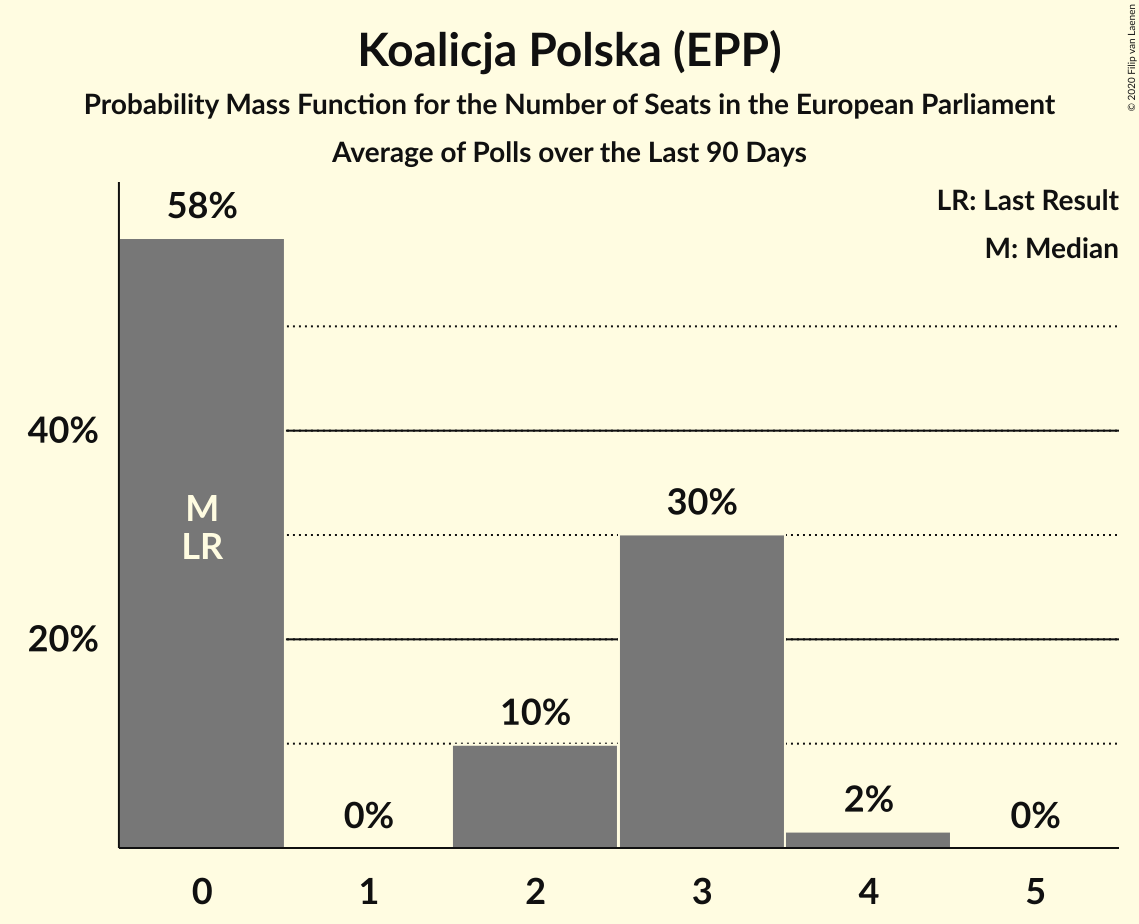 Koalicja Polska (EPP)
Probability Mass Function for the Number of Seats in the European Parliament
Average of Polls over the Last 90 Days
© 2020 Filip van Laenen
LR: Last Result
M: Median
58%
40%
M
LR
30%
20%
10%
0%
2%
0%
0 1 2 3 4 5